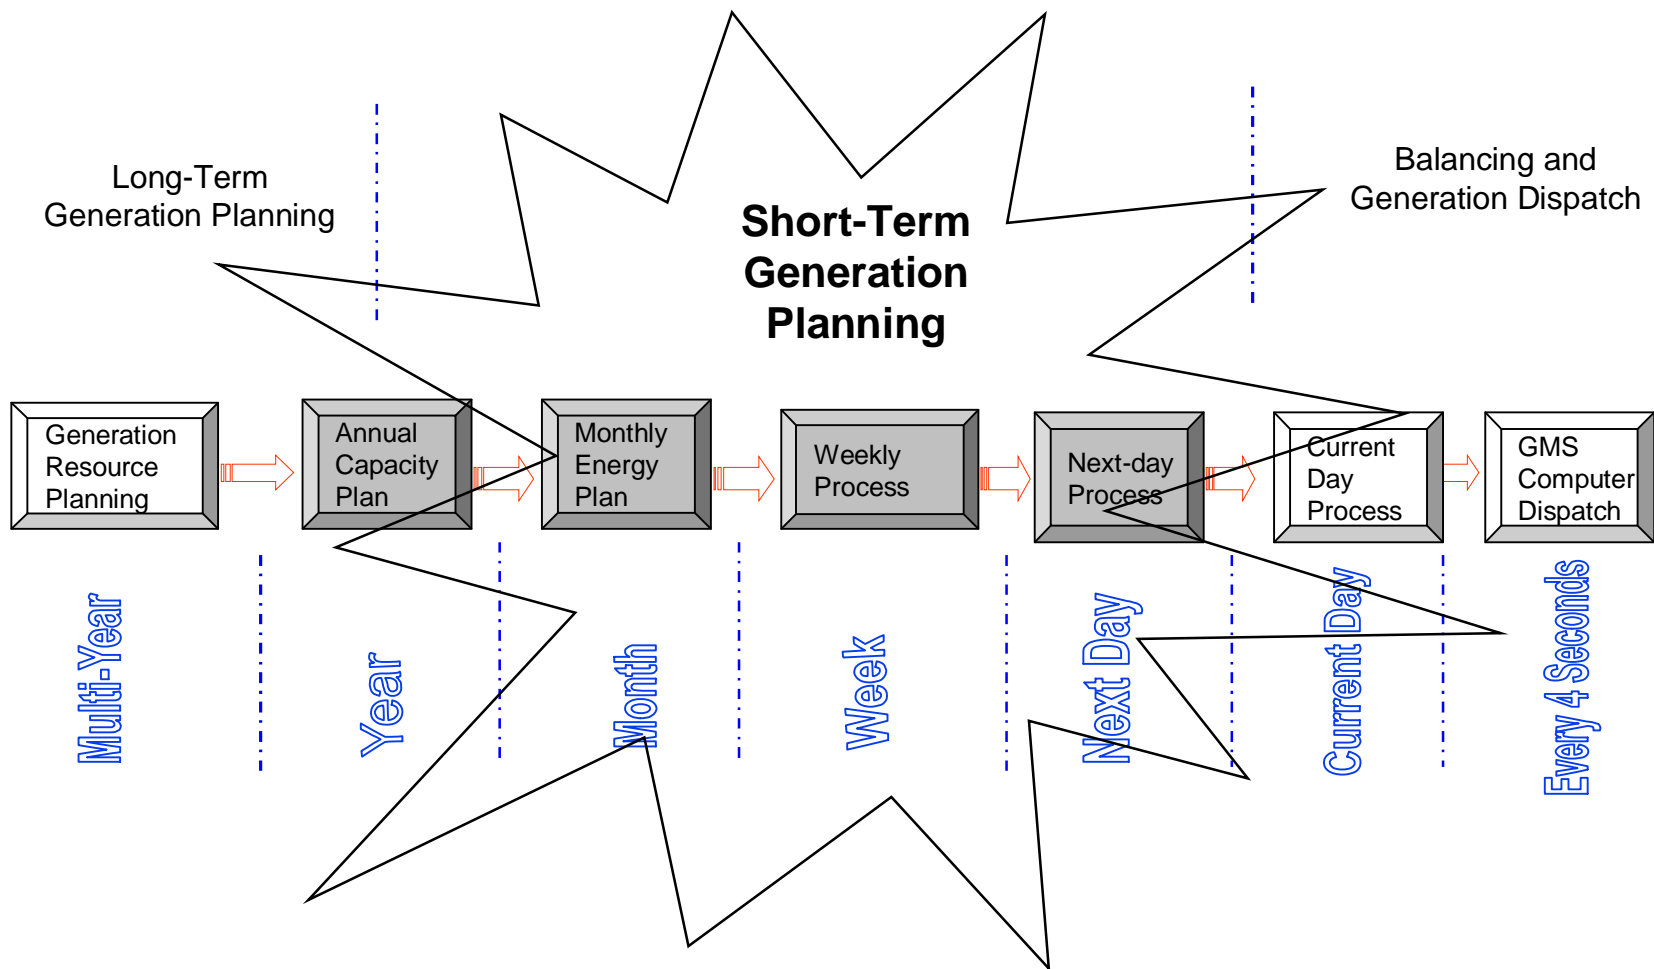 Long-Term
Generation Planning
Short-Term
Generation
Planning
Balancing and
Generation Dispatch
Generation
Resource
Planning
Annual
Capacity
Plan
Monthly
Energy
Plan
Weekly
Process
Next-day
Process
Current
Day
Process
GMS
Computer
Dispatch
Multi-Year
Year
Month
Week
Next Day
Current Day
Every 4 Seconds